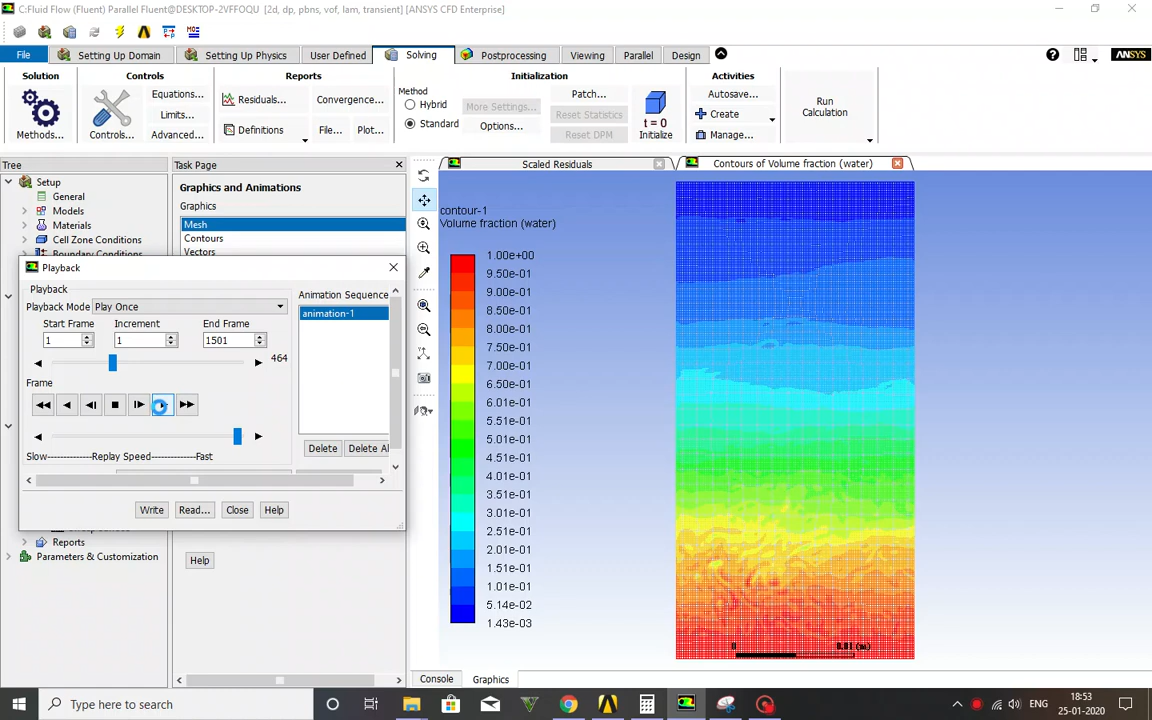 C:Fluid Flow (Fluent) Parallel Fluent@DESKTOP-2VFFOQU [2d, dp, pbns, vof, lam, transient] [ANSYS CFD Enterprise]
File
Setting Up Domain
Setting Up Physics
User Defined
Solving
Postprocessing
Viewing
Parallel
Design
ANSYS
Solution
Controls
Reports
Initialization
Activities
Methods...
Controls...
Equations...
Limits...
Advanced...
Residuals...
Definitions
Convergence...
File...
Plot...
Method
Hybrid
Standard
More Settings...
Options...
Patch...
Reset Statistics
Reset DPM
t = 0
Initialize
Autosave...
Create
Manage...
Run
Calculation
Tree
Task Page
Scaled Residuals
Contours of Volume fraction (water)
Setup
General
Models
Materials
Cell Zone Conditions
Boundary Conditions
Graphics and Animations
Graphics
Mesh
Contours
Vectors
Playback
Playback
Playback Mode
Play Once
Start Frame
Increment
End Frame
1
1
1501
464
Frame
Slow--------------Replay Speed--------------Fast
Animation Sequence
animation-1
Delete
Delete Al
Write
Read...
Close
Help
Reports
Parameters & Customization
Help
contour-1
Volume fraction (water)
1.00e+00
9.50e-01
9.00e-01
8.50e-01
8.00e-01
7.50e-01
7.00e-01
6.50e-01
6.01e-01
5.51e-01
5.01e-01
4.51e-01
4.01e-01
3.51e-01
3.01e-01
2.51e-01
2.01e-01
1.51e-01
1.01e-01
5.14e-02
1.43e-03
0
0.01 (m)
Console
Graphics
Type here to search
ENG
18:53
25-01-2020